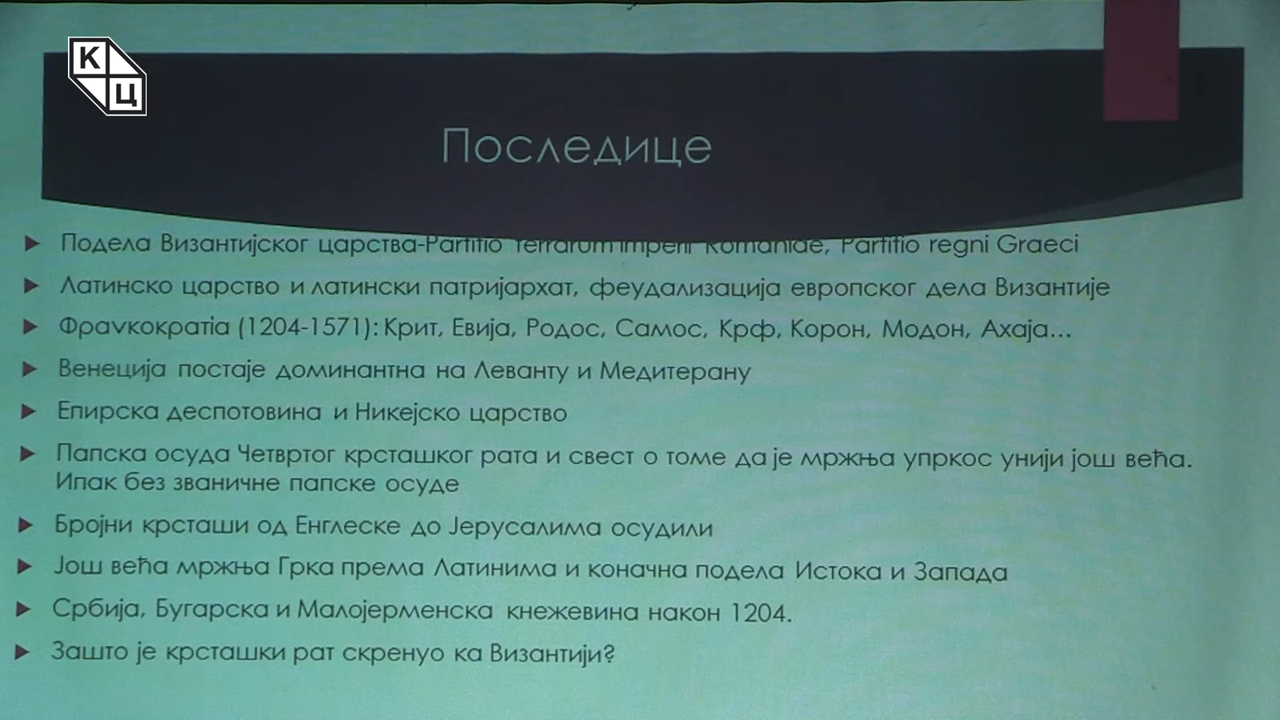 КЦ
Последице
Подела Византијског царства-Partitio Terrarum Imperii Romaniae, Partitio regni Graeci
Латинско царство и латински патријархат, феудализација европског дела Византије
Φραγκοκρατία (1204-1571): Крит, Евија, Родос, Самос, Крф, Корон, Модон, Ахаја...
Венеција постаје доминантна на Леванту и Медитерану
Епирска деспотовина и Никејско царство
Папска осуда Четвртог крсташког рата и свест о томе да је мржња упркос унији још већа.
Ипак без званичне папске осуде
Бројни крсташи од Енглеске до Јерусалима осудили
Још већа мржња Грка према Латинима и коначна подела Истока и Запада
Србија, Бугарска и Малојерменска кнежевина након 1204.
Зашто је крсташки рат скренуо ка Византији?